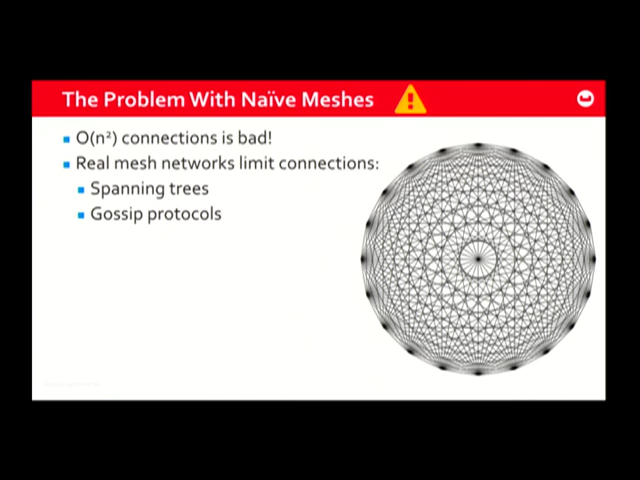 The Problem With Naïve Meshes
O(n²) connections is bad!
Real mesh networks limit connections:
Spanning trees
Gossip protocols